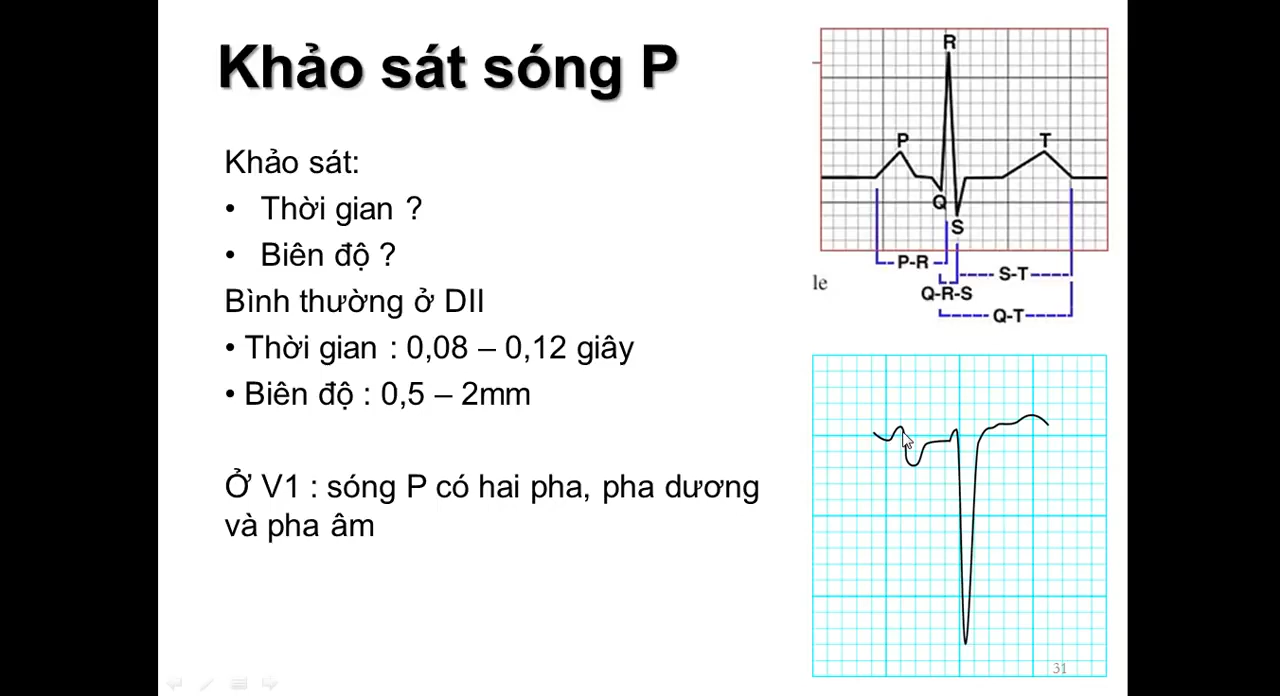 Khảo sát sóng P
Khảo sát:
• Thời gian ?
• Biên độ ?
Bình thường ở DII
• Thời gian : 0,08 – 0,12 giây
• Biên độ : 0,5 – 2mm
Ở V1 : sóng P có hai pha, pha dương
và pha âm
R
P
T
Q
S
P-R
S-T
le
Q-R-S
Q-T
31